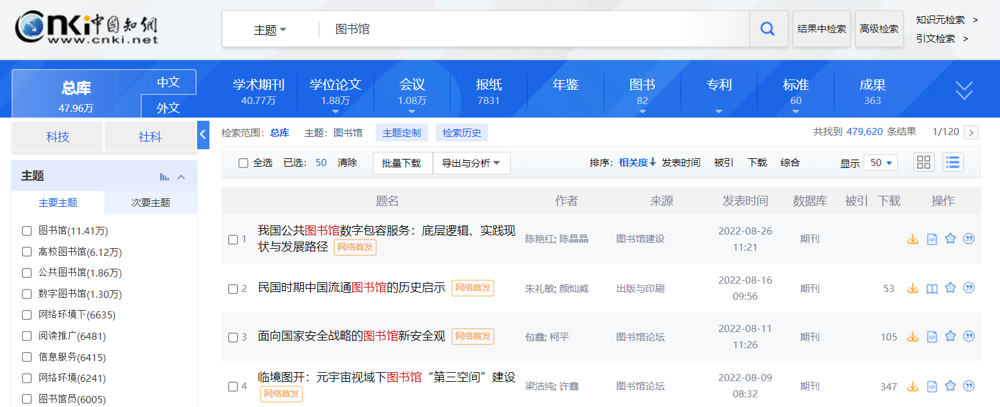 Cnki中国知網
www.cnki.net
主题
图书馆
结果中检索
高级检索
知识元检索 >
引文检索 >
总库
47.96万
中文
外文
学术期刊
40.77万
学位论文
1.88万
会议
1.08万
报纸
7831
年鉴
图书
82
专利
标准
60
成果
363
科技
社科
检索范围：总库 主题：图书馆 主题定制 检索历史
共找到 479,620 条结果 1/120 >
全选 已选： 50 清除 批量下载 导出与分析
排序： 相关度 发表时间 被引 下载 综合
显示 50
主题
主要主题 次要主题
图书馆(11.41万)
高校图书馆(6.12万)
公共图书馆(1.86万)
数字图书馆(1.30万)
网络环境下(6635)
阅读推广(6481)
信息服务(6415)
网络环境(6241)
图书馆员(6005)
题名 作者 来源 发表时间 数据库 被引 下载 操作
1 我国公共图书馆数字包容服务：底层逻辑、实践现
状与发展路径 网络首发
陈艳红; 陈晶晶 图书馆建设 2022-08-26
11:21
期刊
2 民国时期中国流通图书馆的历史启示 网络首发
朱礼敏; 颜灿威 出版与印刷 2022-08-16
09:56
期刊 53
3 面向国家安全战略的图书馆新安全观 网络首发
包鑫; 柯平 图书馆论坛 2022-08-11
11:26
期刊 105
4 临境图开：元宇宙视域下图书馆“第三空间”建设
网络首发
梁洁纯; 许鑫 图书馆论坛 2022-08-09
08:32
期刊 347